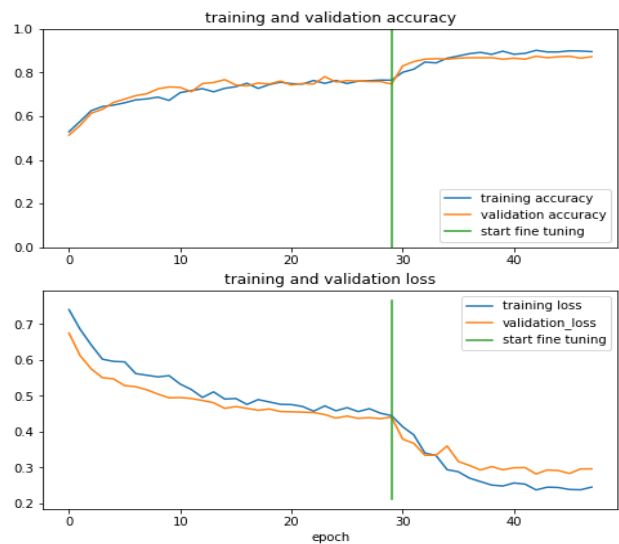 training and validation accuracy
1.0
0.8
0.6
0.4
0.2
0.0
training accuracy
validation accuracy
start fine tuning
0 10 20 30 40
training and validation loss
0.7
0.6
0.5
0.4
0.3
0.2
training loss
validation_loss
start fine tuning
0 10 20 30 40
epoch